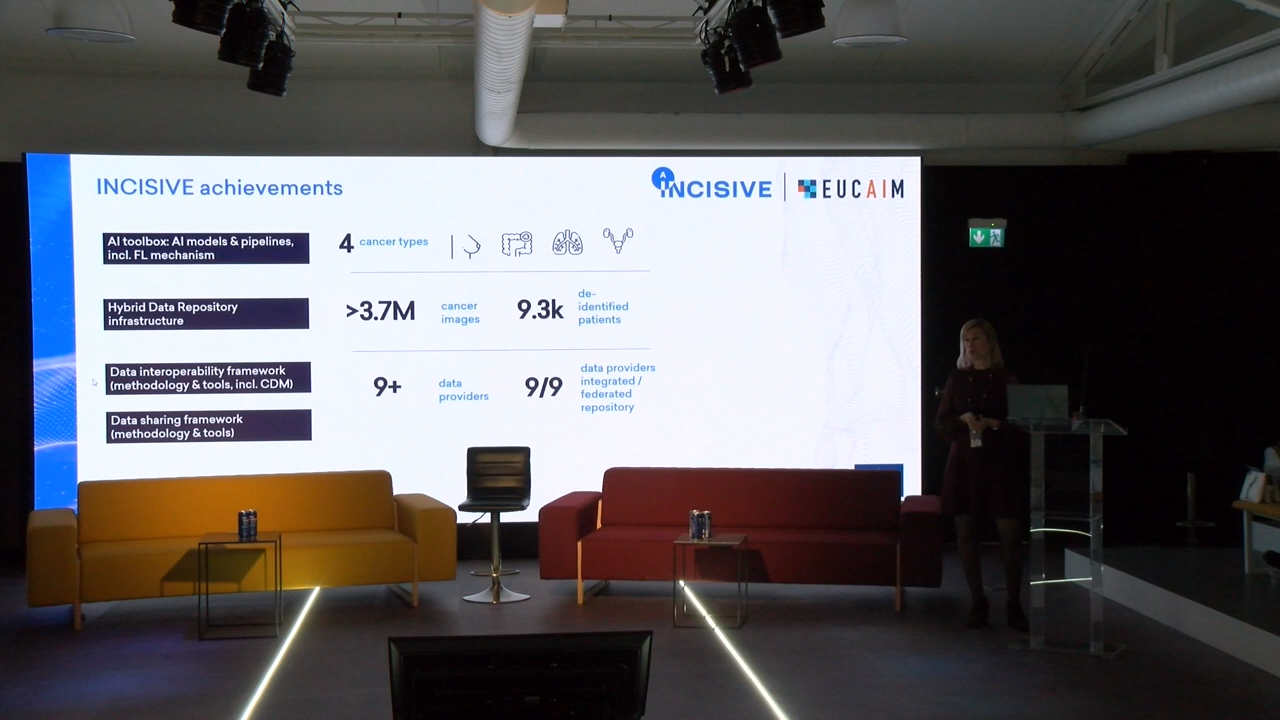 INCISIVE achievements
AI INCISIVE | EUCAIM
AI toolbox: AI models & pipelines,
incl. FL mechanism
4 cancer types
Hybrid Data Repository
infrastructure
>3.7M
cancer
images
9.3k
de-
identified
patients
Data interoperability framework
(methodology & tools, incl. CDM)
9+
data
providers
9/9
data providers
integrated /
federated
repository
Data sharing framework
(methodology & tools)